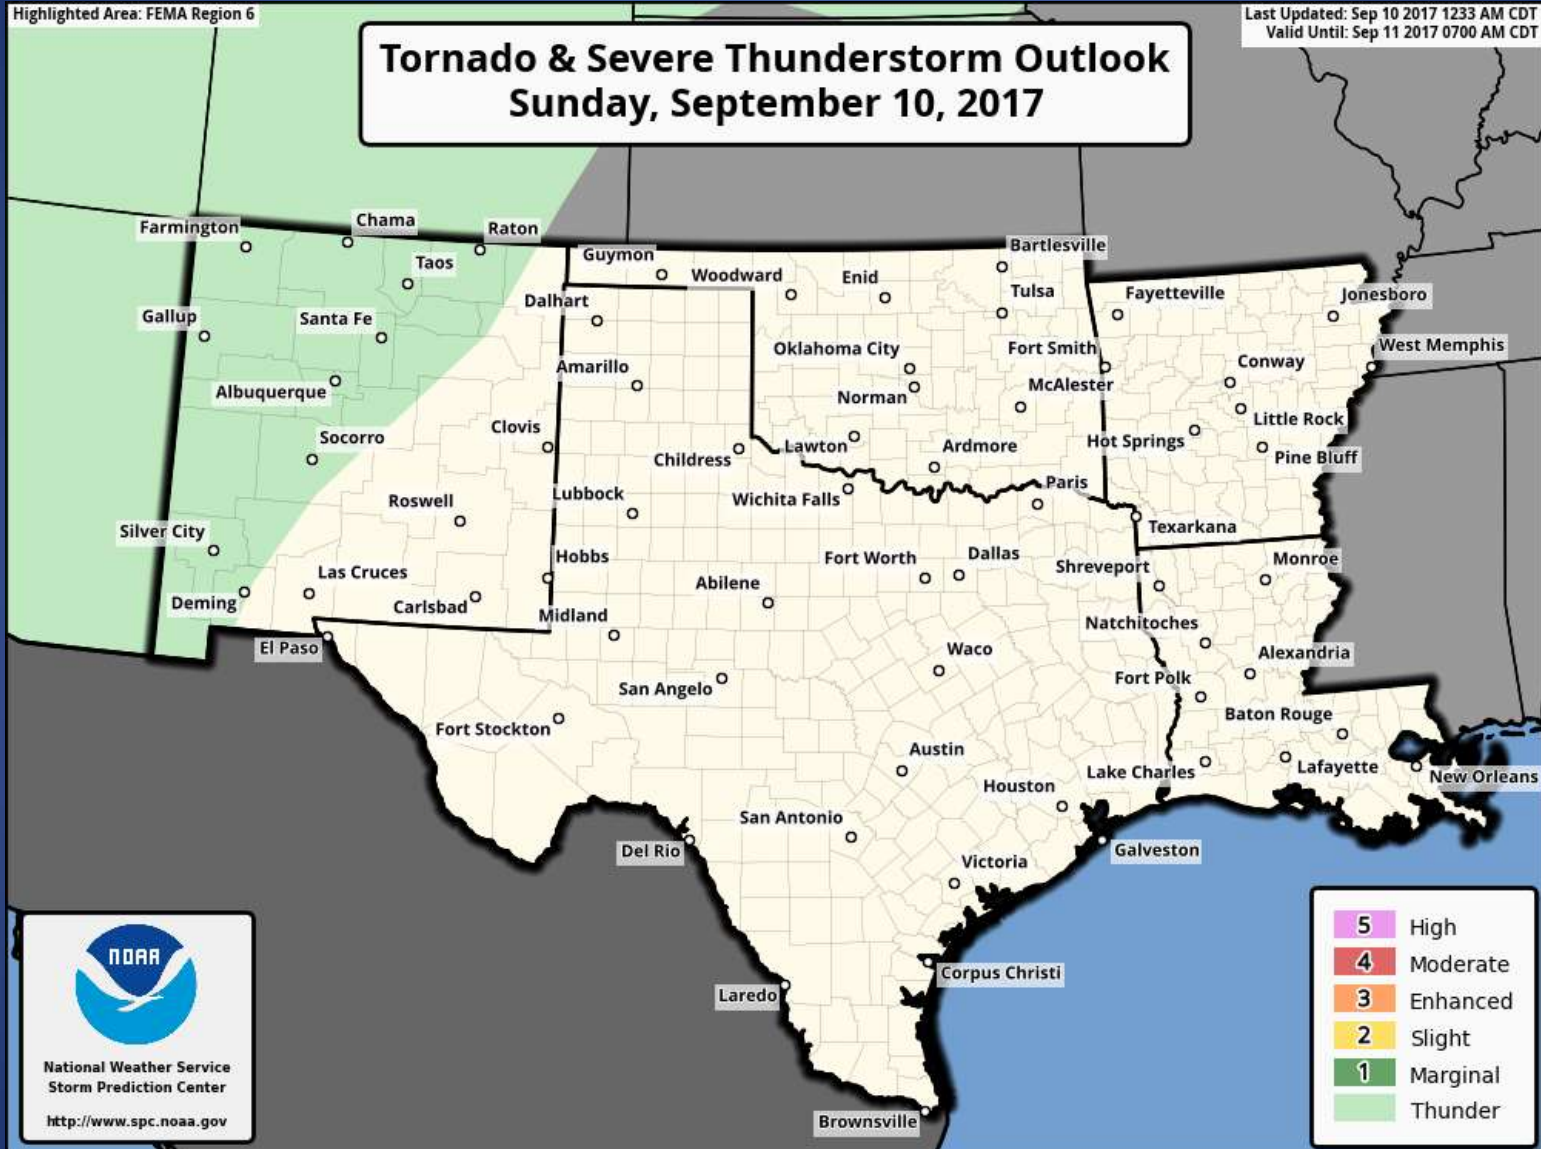 Highlighted Area: FEMA Region 6
Last Updated: Sep 10 2017 1233 AM CDT
Valid Until: Sep 11 2017 0700 AM CDT
Tornado & Severe Thunderstorm Outlook
Sunday, September 10, 2017
Farmington
Chama
Raton
Taos
Gallup
Santa Fe
Albuquerque
Socorro
Clovis
Roswell
Silver City
Las Cruces
Deming
Carlsbad
Hobbs
Guymon
Woodward
Enid
Bartlesville
Tulsa
Oklahoma City
Norman
Fort Smith
McAlester
Lawton
Ardmore
Fayetteville
Jonesboro
West Memphis
Conway
Little Rock
Hot Springs
Pine Bluff
Texarkana
Dalhart
Amarillo
Childress
Lubbock
Wichita Falls
Paris
Fort Worth
Dallas
Abilene
Midland
El Paso
San Angelo
Waco
Fort Stockton
Austin
Houston
San Antonio
Del Rio
Galveston
Victoria
Corpus Christi
Laredo
Brownsville
Shreveport
Monroe
Natchitoches
Alexandria
Fort Polk
Baton Rouge
Lake Charles
Lafayette
New Orleans
NOAA
National Weather Service
Storm Prediction Center
http://www.spc.noaa.gov
5 High
4 Moderate
3 Enhanced
2 Slight
1 Marginal
Thunder